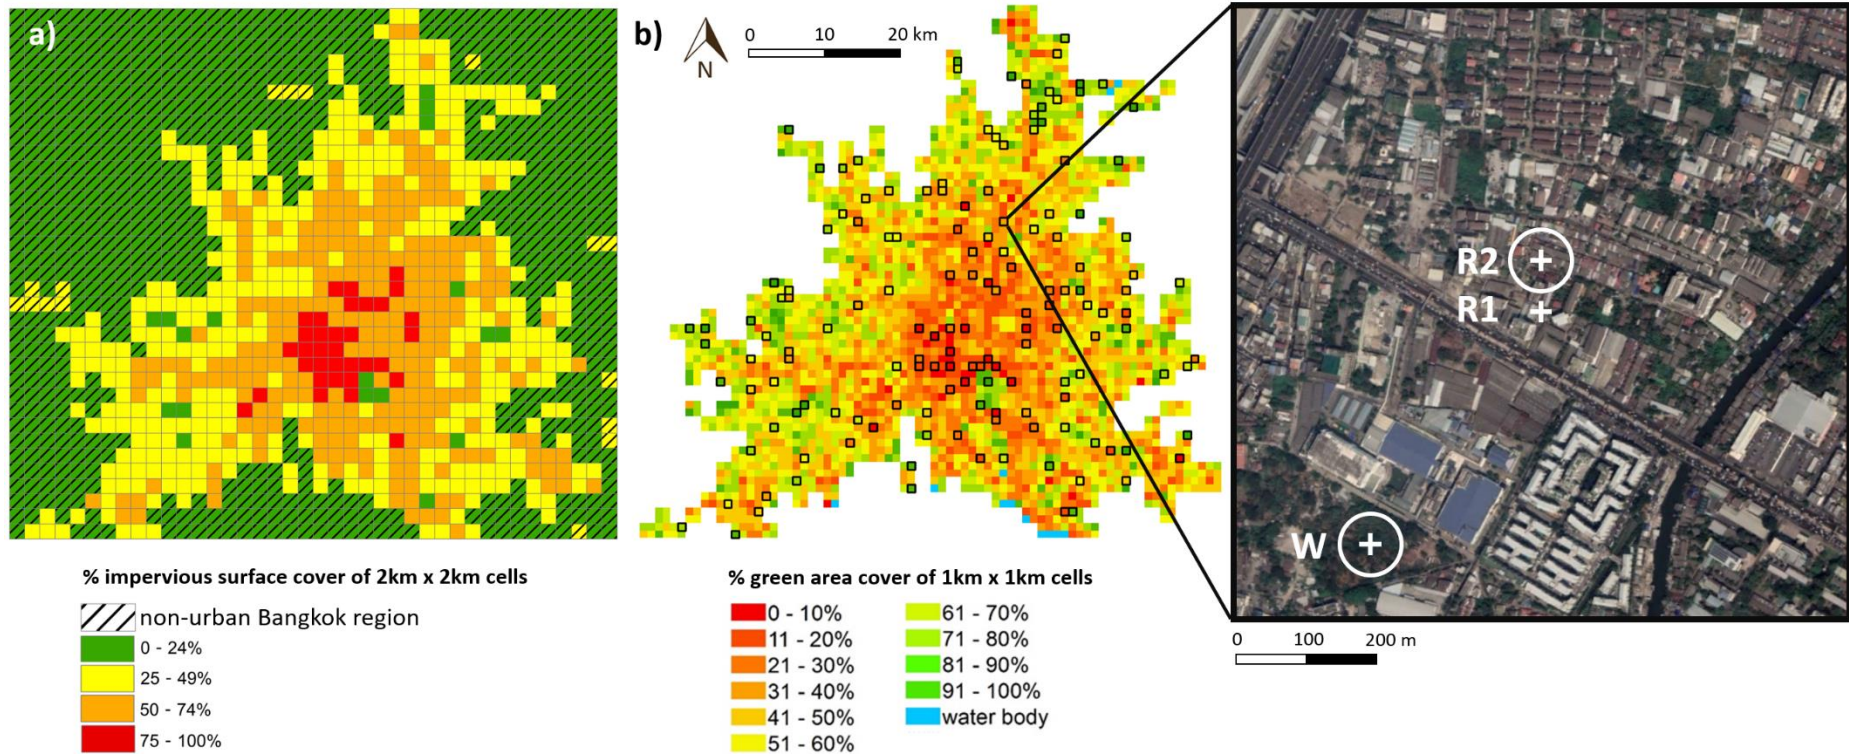 a)
b)
N
0 10 20 km
R2
R1
W
0 100 200 m
% impervious surface cover of 2km x 2km cells
non-urban Bangkok region
0 - 24%
25 - 49%
50 - 74%
75 - 100%
% green area cover of 1km x 1km cells
0 - 10%
11 - 20%
21 - 30%
31 - 40%
41 - 50%
51 - 60%
61 - 70%
71 - 80%
81 - 90%
91 - 100%
water body